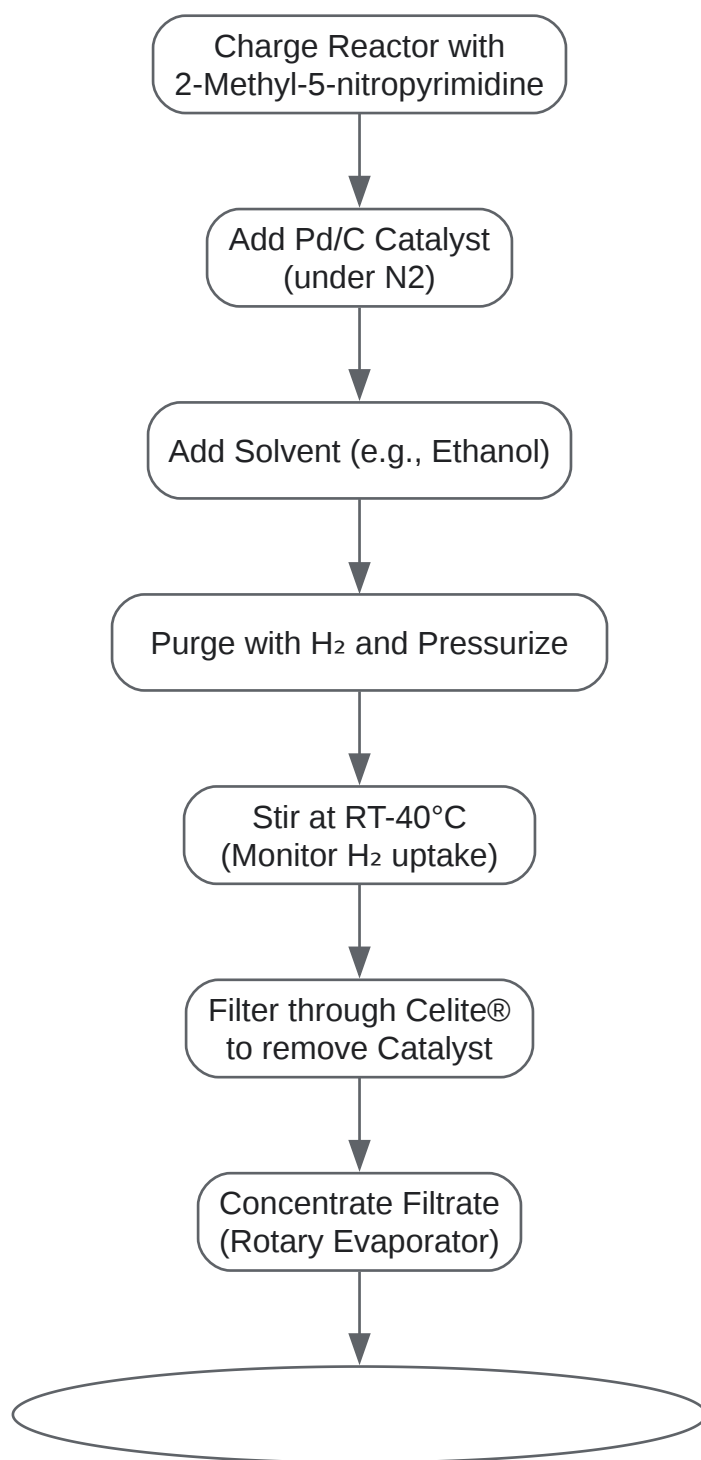 Charge Reactor with
2-Methyl-5-nitropyrimidine
Add Pd/C Catalyst
(under N2)
Add Solvent (e.g., Ethanol)
Purge with H₂ and Pressurize
Stir at RT-40°C
(Monitor H₂ uptake)
Filter through Celite®
to remove Catalyst
Concentrate Filtrate
(Rotary Evaporator)